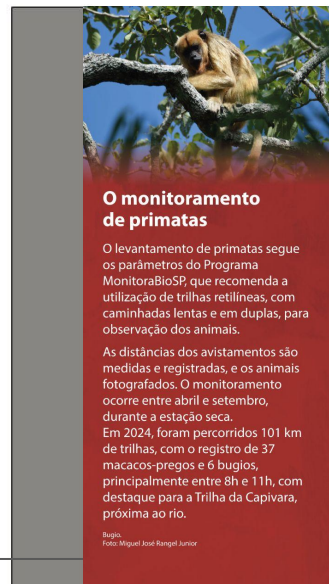 O monitoramento
de primatas
O levantamento de primatas segue
os parâmetros do Programa
MonitoraBioSP, que recomenda a
utilização de trilhas retilíneas, com
caminhadas lentas e em duplas, para
observação dos animais.
As distâncias dos avistamentos são
medidas e registradas, e os animais
fotografados. O monitoramento
ocorre entre abril e setembro,
durante a estação seca.
Em 2024, foram percorridos 101 km
de trilhas, com o registro de 37
macacos-pregos e 6 bugios,
principalmente entre 8h e 11h, com
destaque para a Trilha da Capivara,
próxima ao rio.
Bugio.
Foto: Miguel José Rangel Junior